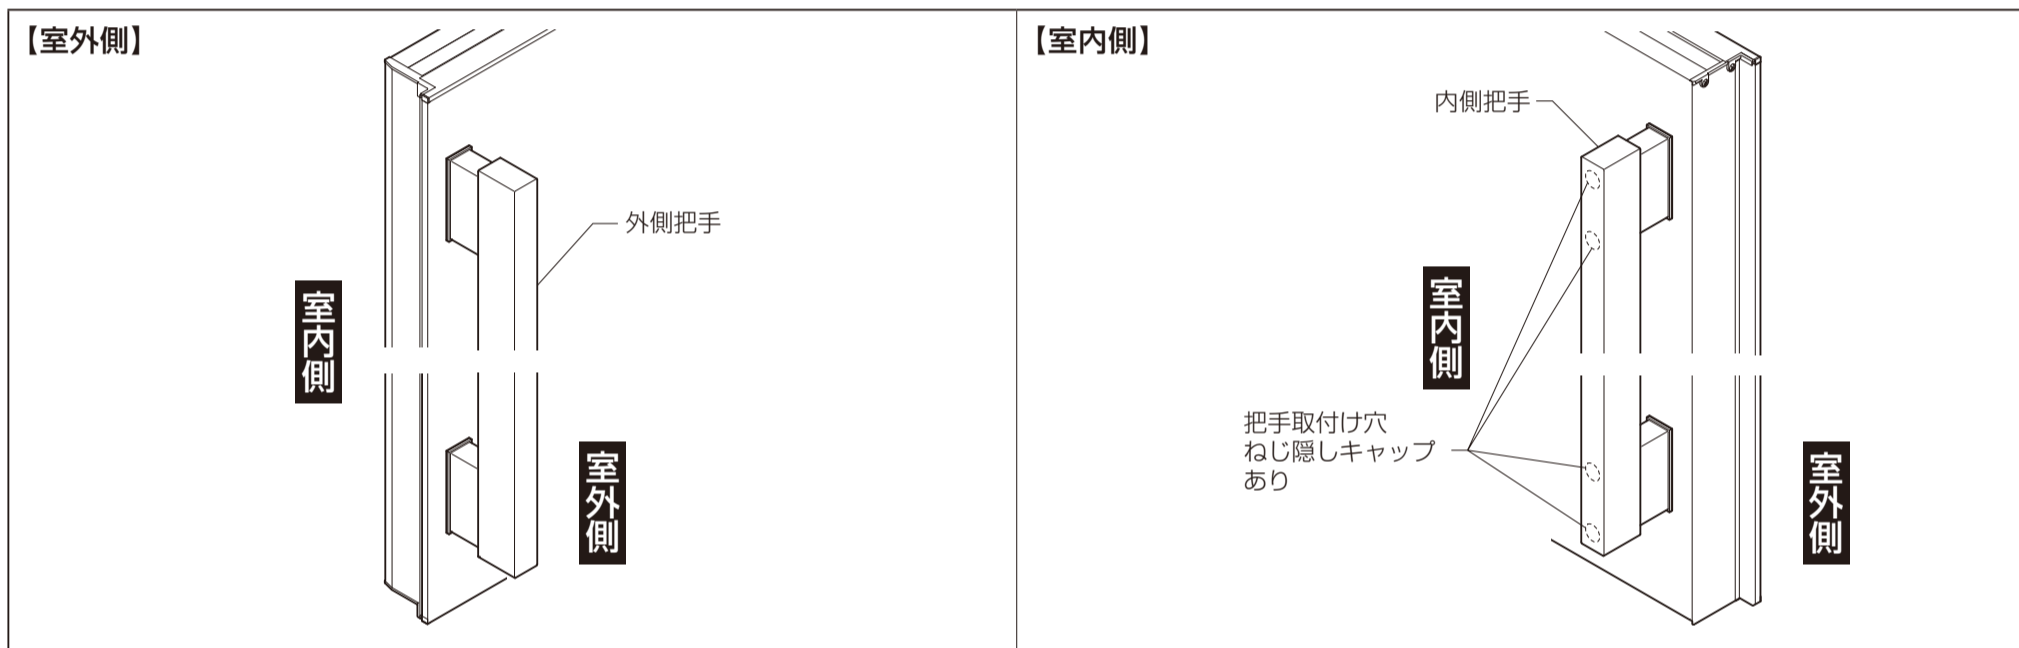 【室外側】
外側把手
室内側
室外側
【室内側】
内側把手
室内側
把手取付け穴
ねじ隠しキャップ
あり
室外側